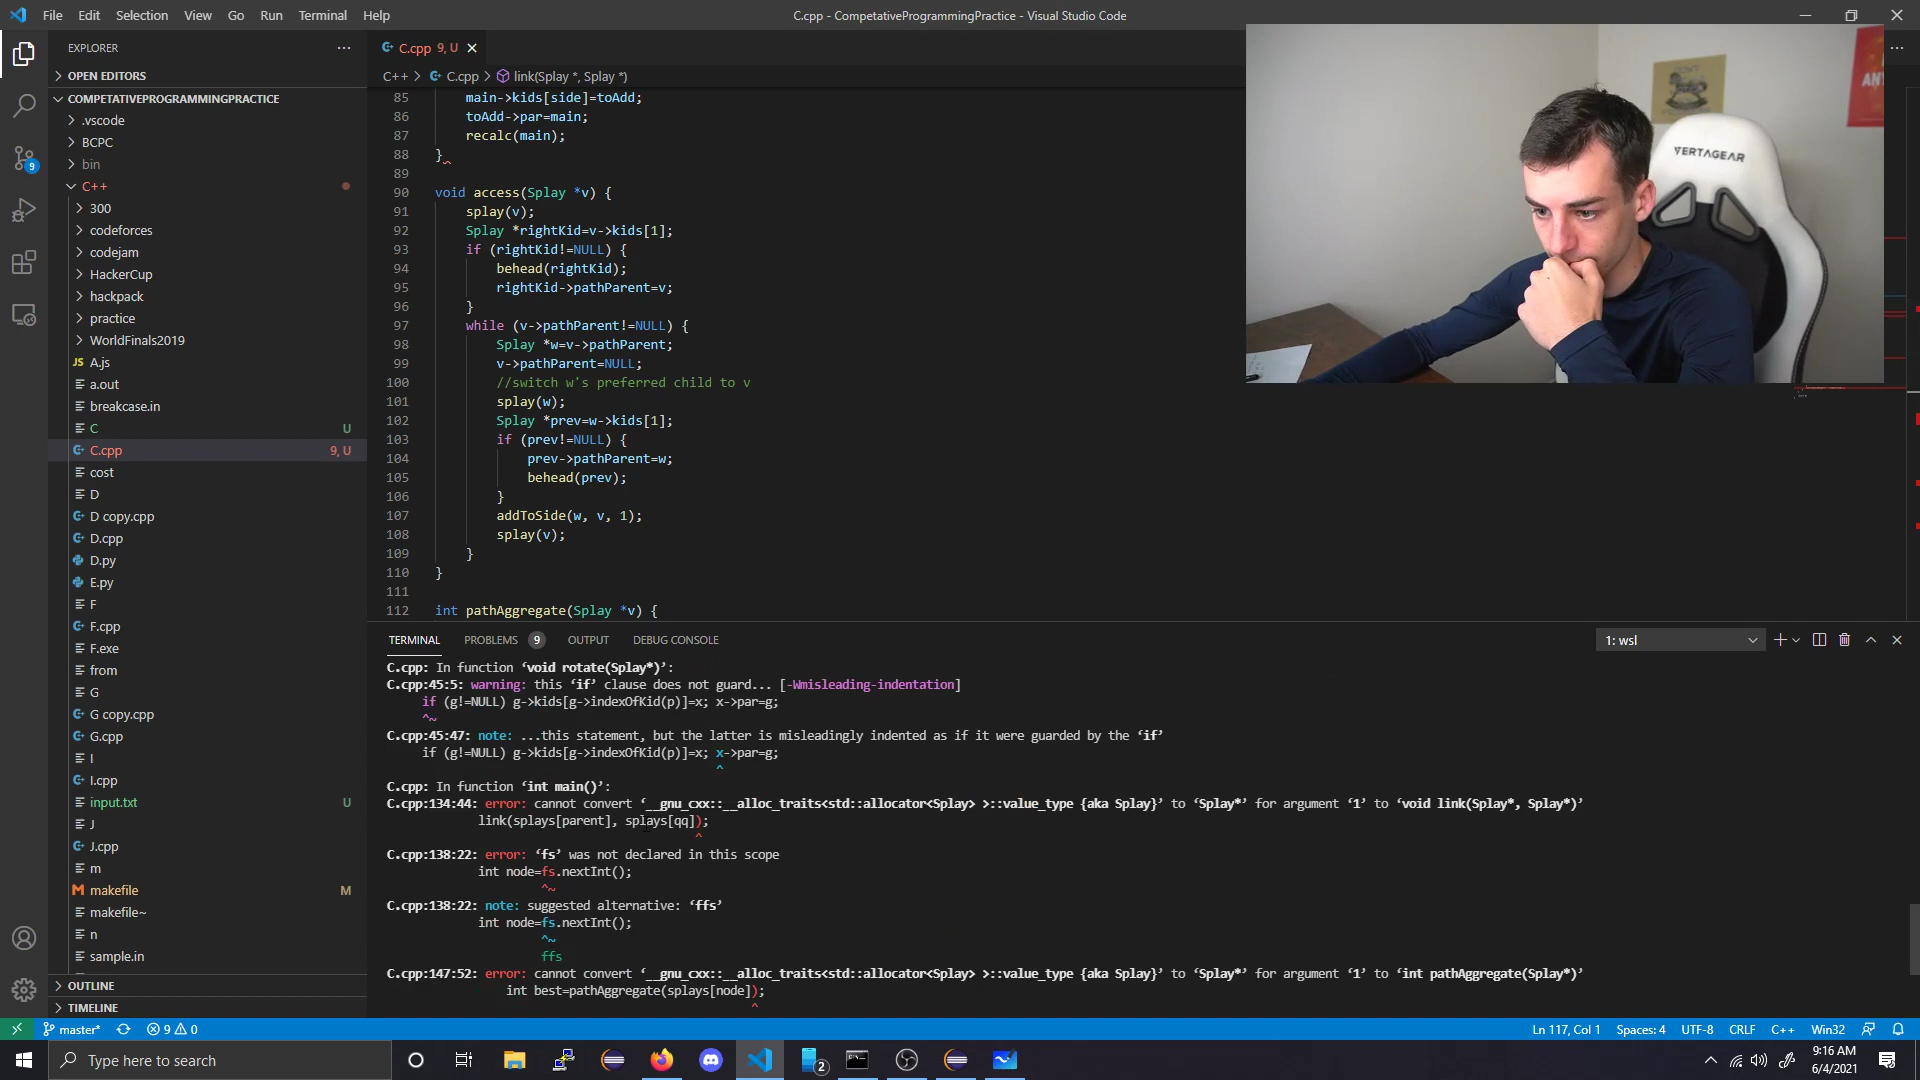 File Edit Selection View Go Run Terminal Help
C.cpp - CompetativeProgrammingPractice - Visual Studio Code
EXPLORER
OPEN EDITORS
COMPETATIVEPROGRAMMINGPRACTICE
.vscode
BCPC
bin
C++
300
codeforces
codejam
HackerCup
hackpack
practice
WorldFinals2019
JS A.js
a.out
breakcase.in
C U
C.cpp 9, U
cost
D
D copy.cpp
D.cpp
D.py
E.py
F
F.cpp
F.exe
from
G
G copy.cpp
G.cpp
I
I.cpp
input.txt U
J
J.cpp
m
makefile M
makefile~
n
sample.in
OUTLINE
TIMELINE
9
C.cpp 9, U
C++ > C.cpp > link(Splay *, Splay *)
85 main->kids[side]=toAdd;
86 toAdd->par=main;
87 recalc(main);
88 }
89
90 void access(Splay *v) {
91 splay(v);
92 Splay *rightKid=v->kids[1];
93 if (rightKid!=NULL) {
94 behead(rightKid);
95 rightKid->pathParent=v;
96 }
97 while (v->pathParent!=NULL) {
98 Splay *w=v->pathParent;
99 v->pathParent=NULL;
100 //switch w's preferred child to v
101 splay(w);
102 Splay *prev=w->kids[1];
103 if (prev!=NULL) {
104 prev->pathParent=w;
105 behead(prev);
106 }
107 addToSide(w, v, 1);
108 splay(v);
109 }
110 }
111
112 int pathAggregate(Splay *v) {
VERTAGEAR
TERMINAL PROBLEMS 9 OUTPUT DEBUG CONSOLE
1: wsl
C.cpp: In function ‘void rotate(Splay*)’:
C.cpp:45:5: warning: this ‘if’ clause does not guard... [-Wmisleading-indentation]
if (g!=NULL) g->kids[g->indexOfKid(p)]=x; x->par=g;
^~
C.cpp:45:47: note: ...this statement, but the latter is misleadingly indented as if it were guarded by the ‘if’
if (g!=NULL) g->kids[g->indexOfKid(p)]=x; x->par=g;
^
C.cpp: In function ‘int main()’:
C.cpp:134:44: error: cannot convert ‘__gnu_cxx::__alloc_traits<std::allocator<Splay> >::value_type {aka Splay}’ to ‘Splay*’ for argument ‘1’ to ‘void link(Splay*, Splay*)’
link(splays[parent], splays[qq]);
^
C.cpp:138:22: error: ‘fs’ was not declared in this scope
int node=fs.nextInt();
^~
C.cpp:138:22: note: suggested alternative: ‘ffs’
int node=fs.nextInt();
^~
ffs
C.cpp:147:52: error: cannot convert ‘__gnu_cxx::__alloc_traits<std::allocator<Splay> >::value_type {aka Splay}’ to ‘Splay*’ for argument ‘1’ to ‘int pathAggregate(Splay*)’
int best=pathAggregate(splays[node]);
^
master* 9 0
Ln 117, Col 1 Spaces: 4 UTF-8 CRLF C++ Win32
Type here to search
2
9:16 AM
6/4/2021